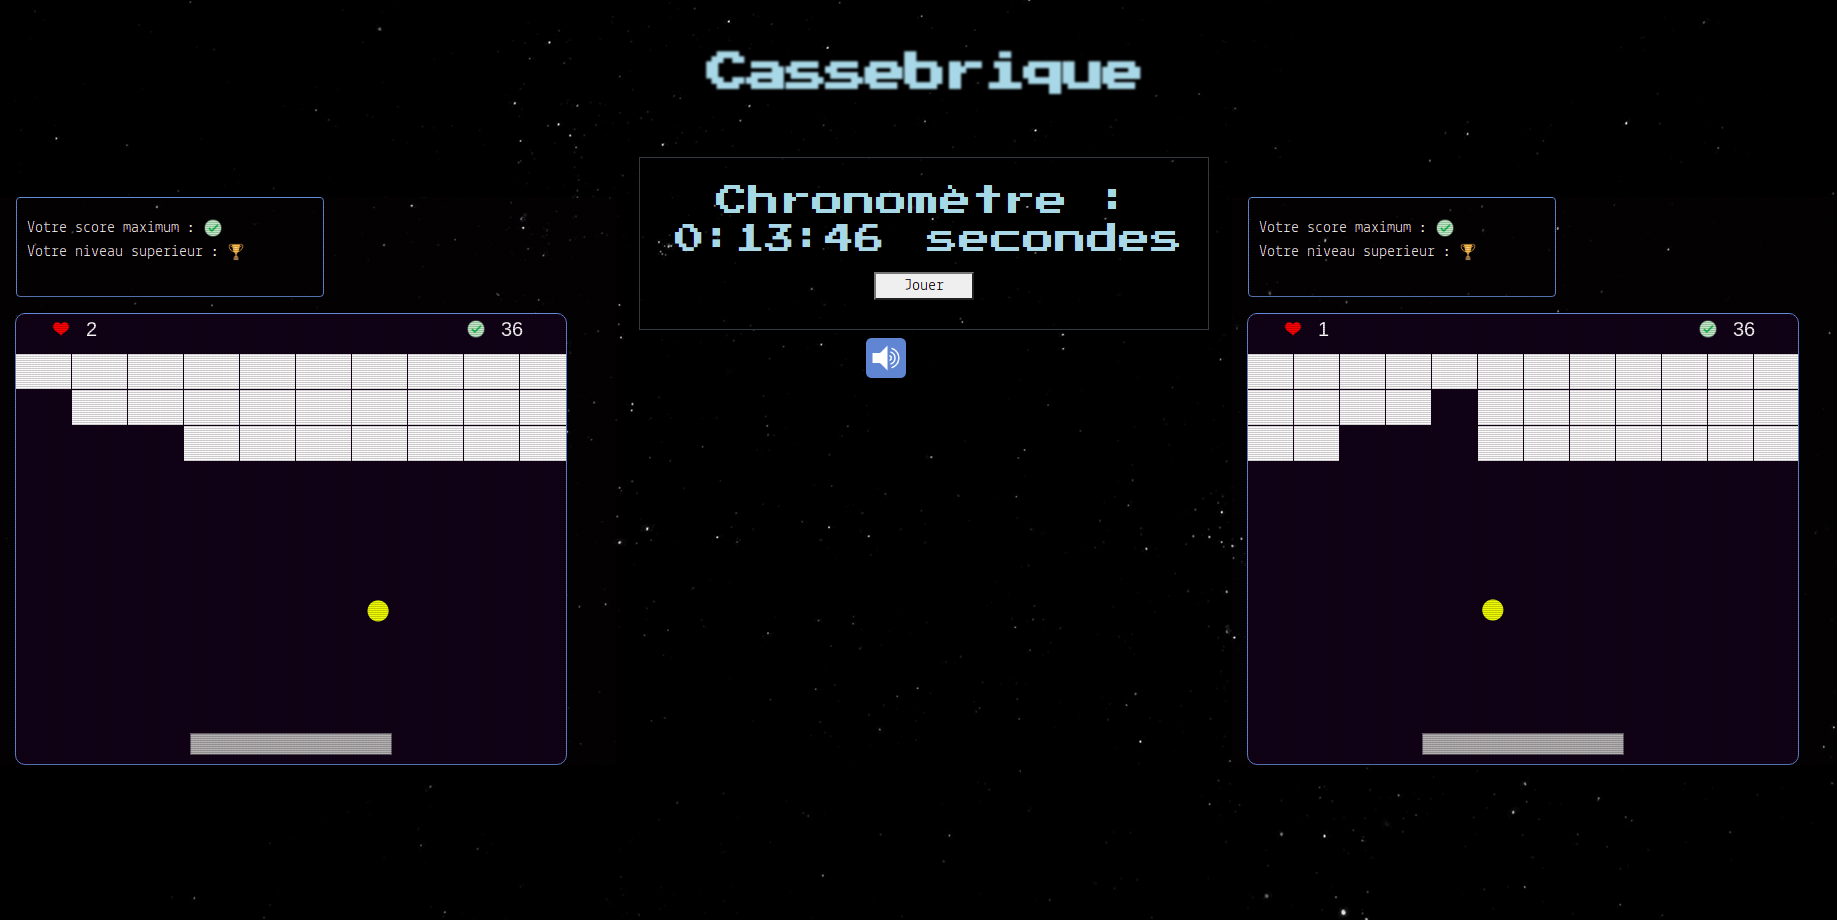 Cassebrique
Chronomètre :
0:13:46 secondes
Jouer
Votre score maximum :
Votre niveau superieur :
2
36
Votre score maximum :
Votre niveau superieur :
1
36